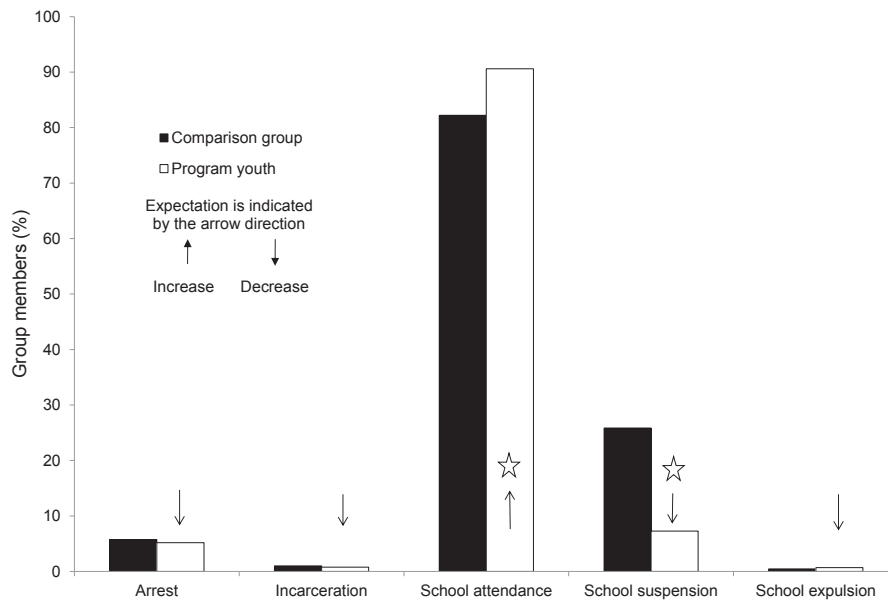 100
90
80
70
60
50
40
30
20
10
0
Group members (%)
Comparison group
Program youth
Expectation is indicated
by the arrow direction
Increase Decrease
Arrest Incarceration School attendance School suspension School expulsion